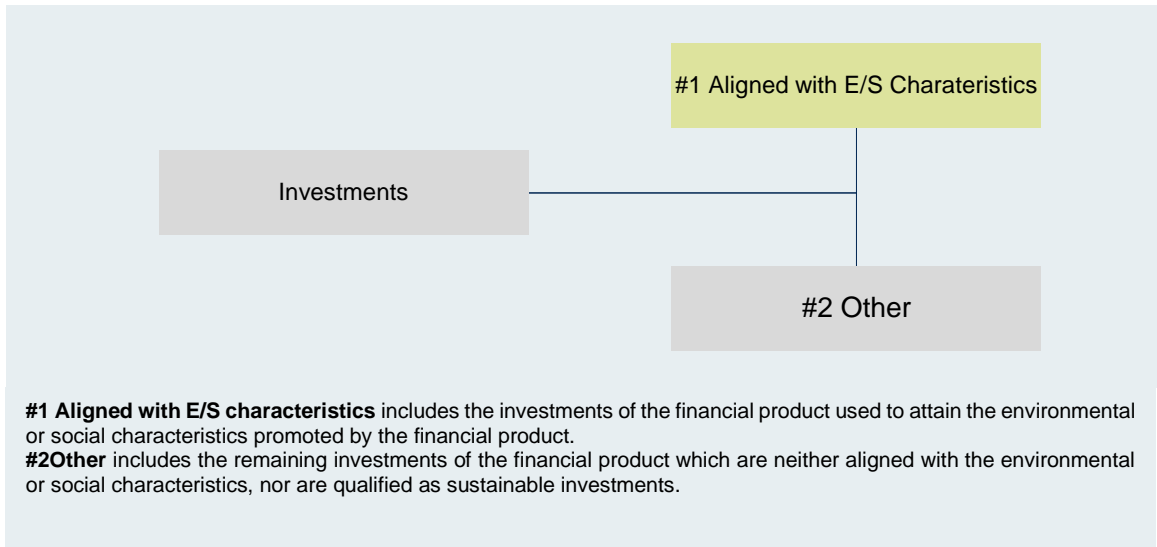 #1 Aligned with E/S Charateristics
Investments
#2 Other
#1 Aligned with E/S characteristics includes the investments of the financial product used to attain the environmental
or social characteristics promoted by the financial product.
#2Other includes the remaining investments of the financial product which are neither aligned with the environmental
or social characteristics, nor are qualified as sustainable investments.